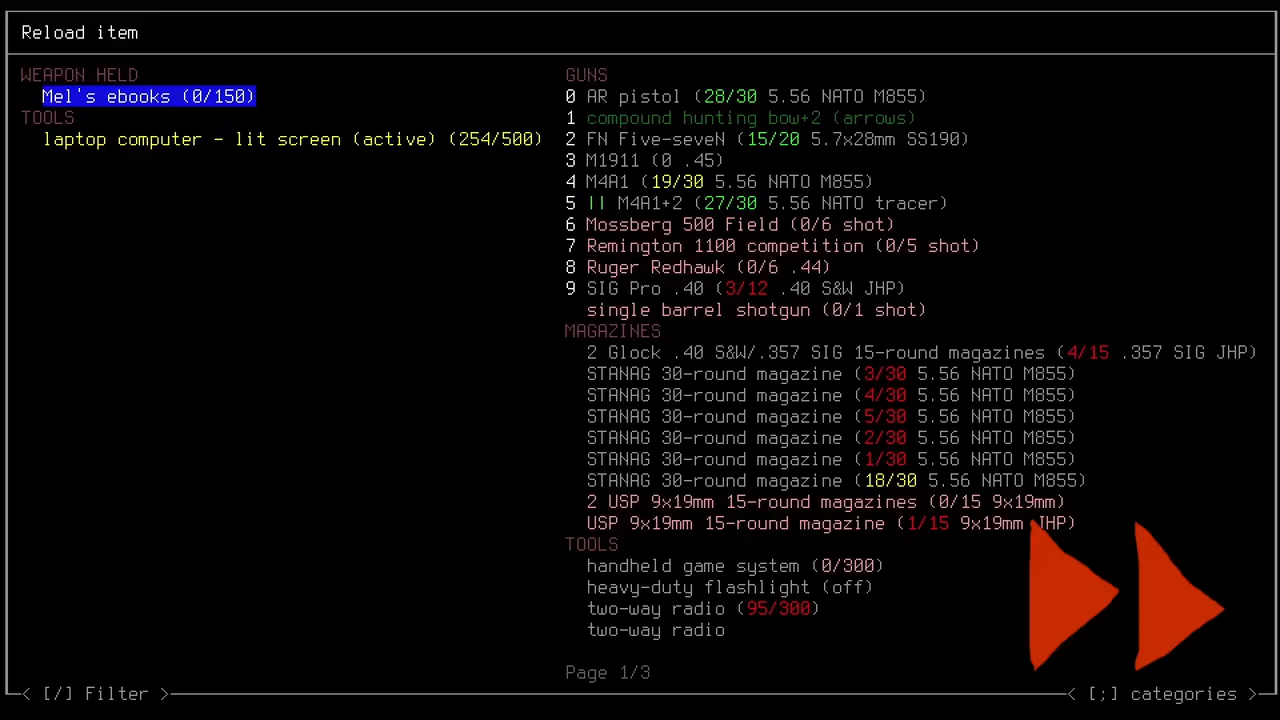 Reload item
WEAPON HELD
Mel's ebooks (0/150)
TOOLS
laptop computer - lit screen (active) (254/500)
GUNS
0 AR pistol (28/30 5.56 NATO M855)
1 compound hunting bow+2 (arrows)
2 FN Five-seveN (15/20 5.7x28mm SS190)
3 M1911 (0 .45)
4 M4A1 (19/30 5.56 NATO M855)
5 || M4A1+2 (27/30 5.56 NATO tracer)
6 Mossberg 500 Field (0/6 shot)
7 Remington 1100 competition (0/5 shot)
8 Ruger Redhawk (0/6 .44)
9 SIG Pro .40 (3/12 .40 S&W JHP)
single barrel shotgun (0/1 shot)
MAGAZINES
2 Glock .40 S&W/.357 SIG 15-round magazines (4/15 .357 SIG JHP)
STANAG 30-round magazine (3/30 5.56 NATO M855)
STANAG 30-round magazine (4/30 5.56 NATO M855)
STANAG 30-round magazine (5/30 5.56 NATO M855)
STANAG 30-round magazine (2/30 5.56 NATO M855)
STANAG 30-round magazine (1/30 5.56 NATO M855)
STANAG 30-round magazine (18/30 5.56 NATO M855)
2 USP 9x19mm 15-round magazines (0/15 9x19mm)
USP 9x19mm 15-round magazine (1/15 9x19mm JHP)
TOOLS
handheld game system (0/300)
heavy-duty flashlight (off)
two-way radio (95/300)
two-way radio
Page 1/3
< [/] Filter >
< [;] categories >